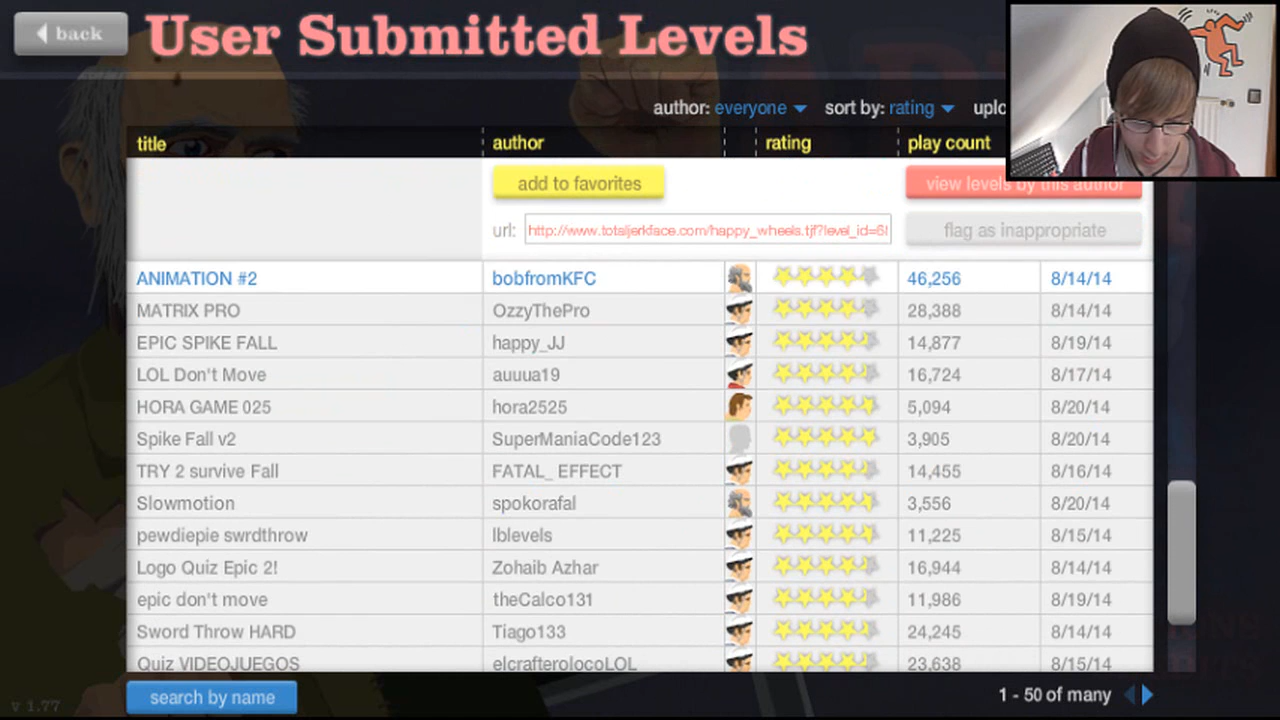 back
User Submitted Levels
author: everyone sort by: rating
title author rating play count
add to favorites view levels by this author
url: http://www.totaljerkface.com/happy_wheels.tjf?level_id=6 flag as inappropriate
ANIMATION #2 bobfromKFC 46,256 8/14/14
MATRIX PRO OzzyThePro 28,388 8/14/14
EPIC SPIKE FALL happy_JJ 14,877 8/19/14
LOL Don't Move auuua19 16,724 8/17/14
HORA GAME 025 hora2525 5,094 8/20/14
Spike Fall v2 SuperManiaCode123 3,905 8/20/14
TRY 2 survive Fall FATAL_ EFFECT 14,455 8/16/14
Slowmotion spokorafal 3,556 8/20/14
pewdiepie swrdthrow lblevels 11,225 8/15/14
Logo Quiz Epic 2! Zohaib Azhar 16,944 8/14/14
epic don't move theCalco131 11,986 8/19/14
Sword Throw HARD Tiago133 24,245 8/14/14
Quiz VIDEOJUEGOS elcrafterolocoLOL 23,638 8/15/14
search by name 1 - 50 of many
v 1.77